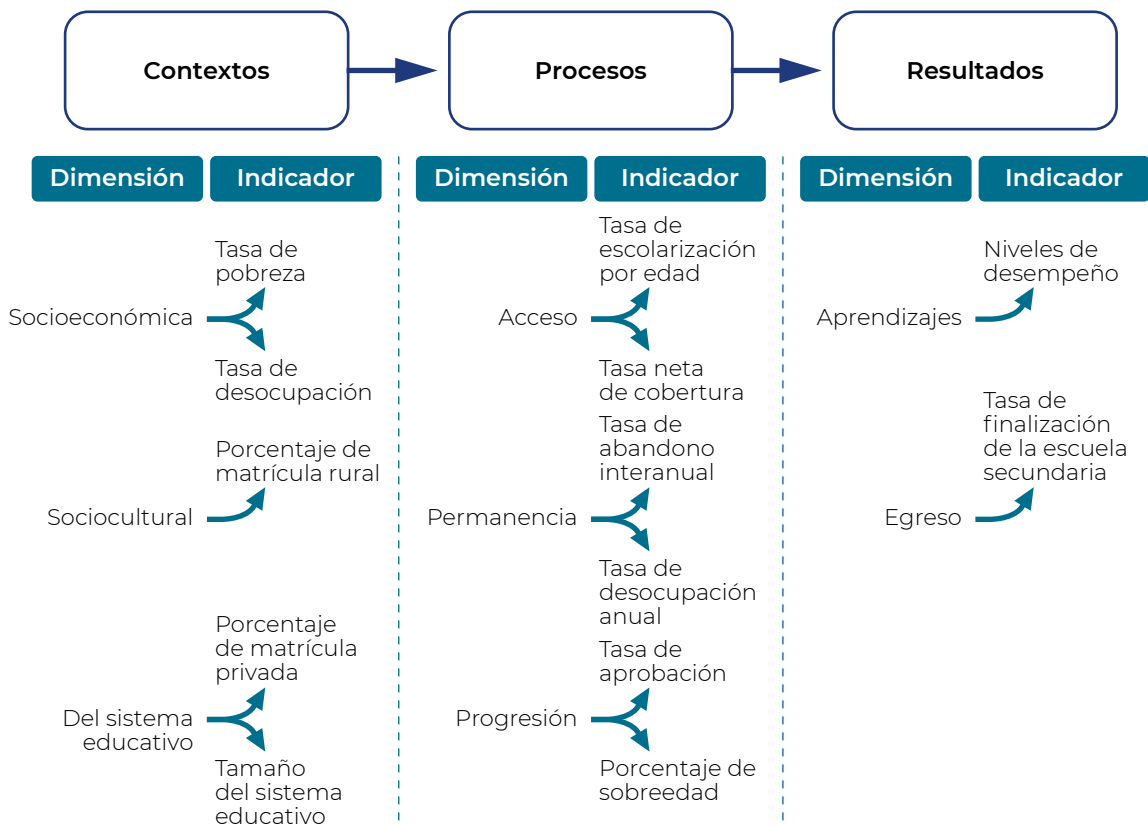 Contextos
Procesos
Resultados
Dimensión
Indicador
Socioeconómica
Tasa de
pobreza
Tasa de
desocupación
Sociocultural
Porcentaje de
matrícula rural
Del sistema
educativo
Porcentaje
de matrícula
privada
Tamaño
del sistema
educativo
Dimensión
Indicador
Acceso
Tasa de
escolarización
por edad
Tasa neta
de cobertura
Permanencia
Tasa de
abandono
interanual
Tasa de
desocupación
anual
Progresión
Tasa de
aprobación
Porcentaje de
sobreedad
Dimensión
Indicador
Aprendizajes
Niveles de
desempeño
Egreso
Tasa de
finalización
de la escuela
secundaria